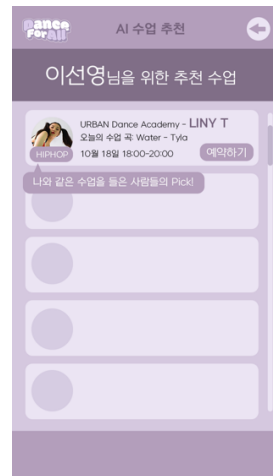 Dance
For All
AI 수업 추천
이선영님을 위한 추천 수업
URBAN Dance Academy - LINY T
오늘의 수업 곡: Water - Tyla
HIPHOP
10월 18일 18:00-20:00
예약하기
나와 같은 수업을 들은 사람들의 Pick!